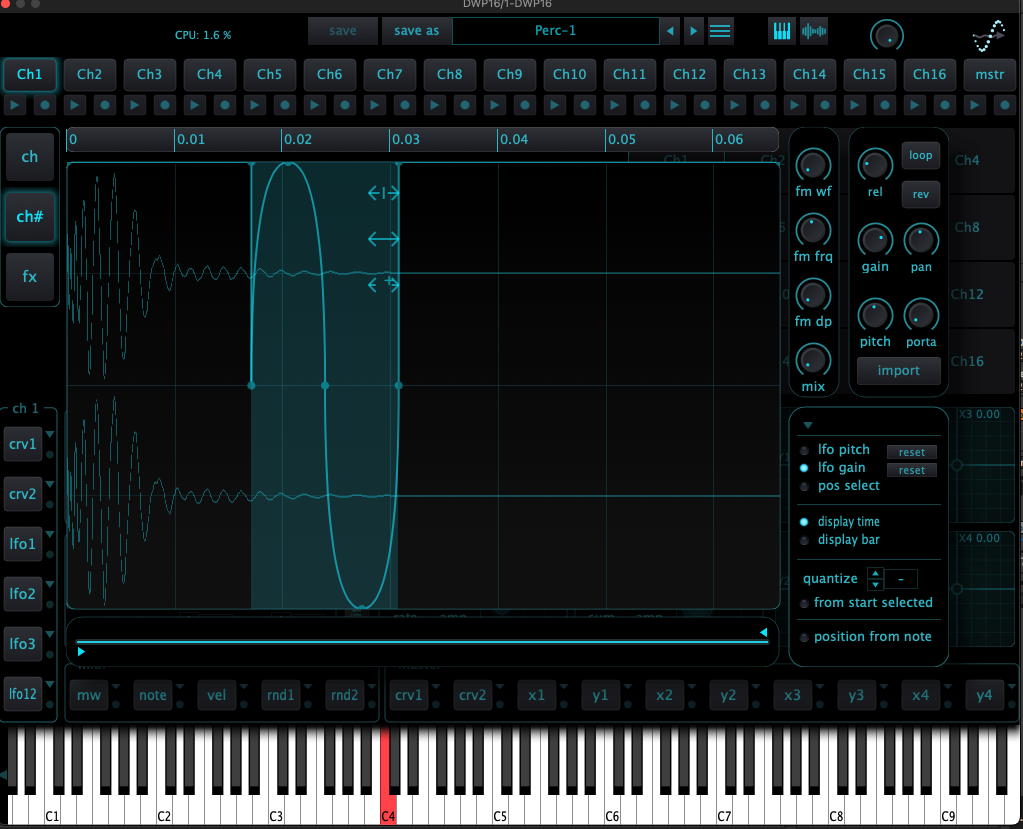 DWP16/1-DWP16
CPU: 1.6 %
save
save as
Perc-1
Ch1 Ch2 Ch3 Ch4 Ch5 Ch6 Ch7 Ch8 Ch9 Ch10 Ch11 Ch12 Ch13 Ch14 Ch15 Ch16 mstr
ch
ch#
fx
0 0.01 0.02 0.03 0.04 0.05 0.06
Ch1 Ch2
fm wf
fm frq
fm dp
mix
rel
loop
rev
gain
pan
pitch
porta
import
Ch4
Ch8
Ch12
Ch16
ch 1
crv1
crv2
lfo1
lfo2
lfo3
lfo12
lfo pitch reset
lfo gain reset
pos select
display time
display bar
quantize -
from start selected
position from note
X3 0.00
X4 0.00
mw note vel rnd1 rnd2
crv1 crv2 x1 y1 x2 y2 x3 y3 x4 y4
C1 C2 C3 C4 C5 C6 C7 C8 C9